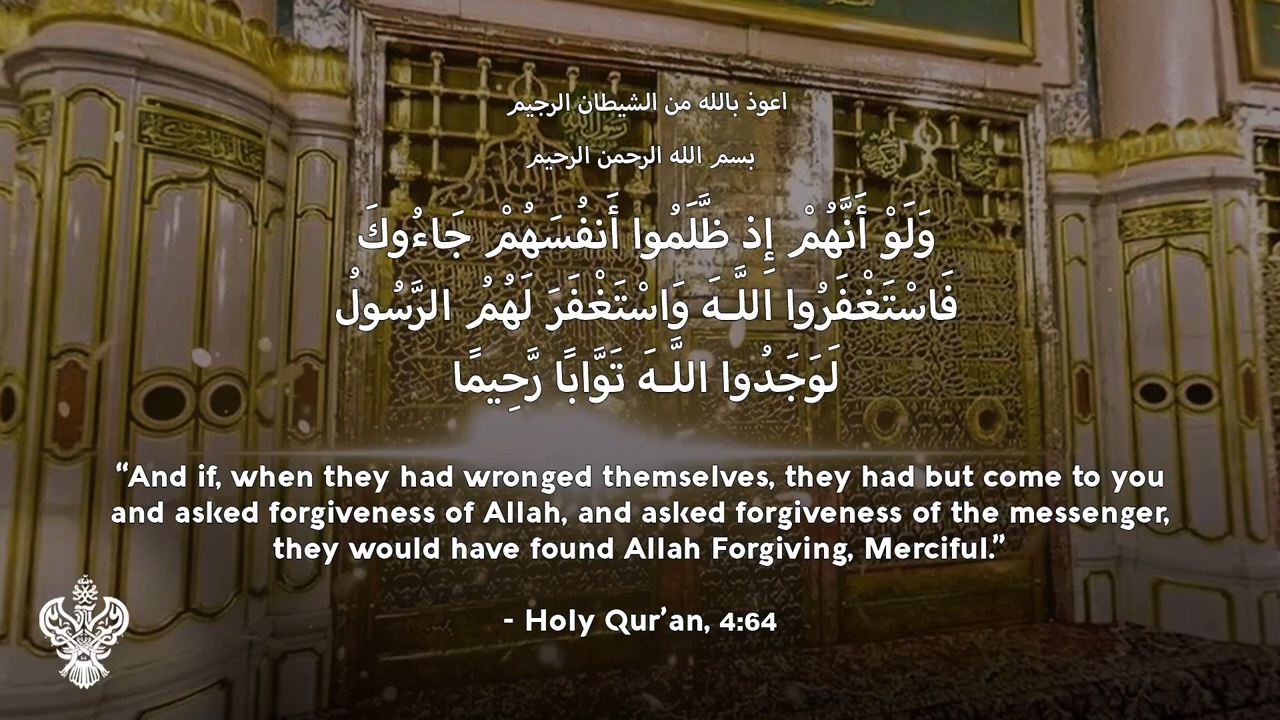 اعوذ بالله من الشيطان الرجيم
بسم الله الرحمن الرحيم
وَلَوْ أَنَّهُمْ إِذ ظَّلَمُوا أَنفُسَهُمْ جَاءُوكَ
فَاسْتَغْفَرُوا اللَّـهَ وَاسْتَغْفَرَ لَهُمُ الرَّسُولُ
لَوَجَدُوا اللَّـهَ تَوَّابًا رَّحِيمًا
“And if, when they had wronged themselves, they had but come to you
and asked forgiveness of Allah, and asked forgiveness of the messenger,
they would have found Allah Forgiving, Merciful.”
- Holy Qur’an, 4:64